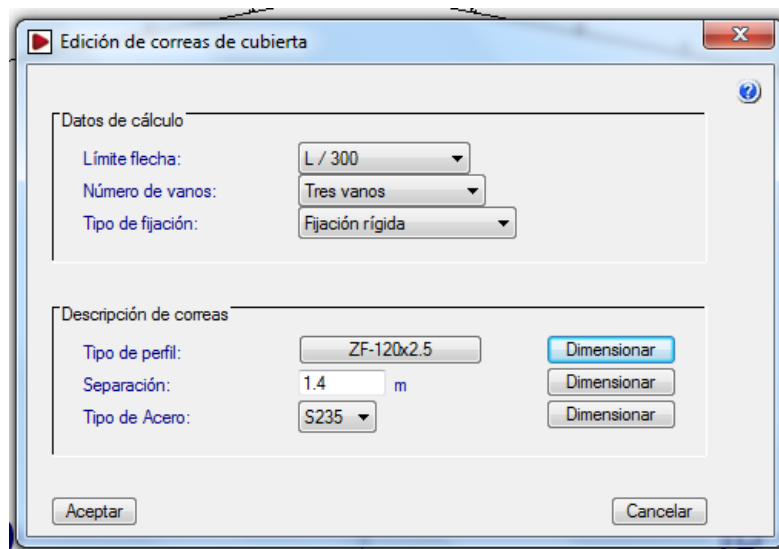 Edición de correas de cubierta
Datos de cálculo
Límite flecha: L / 300
Número de vanos: Tres vanos
Tipo de fijación: Fijación rígida
Descripción de correas
Tipo de perfil: ZF-120x2.5 Dimensionar
Separación: 1.4 m Dimensionar
Tipo de Acero: S235 Dimensionar
Aceptar Cancelar